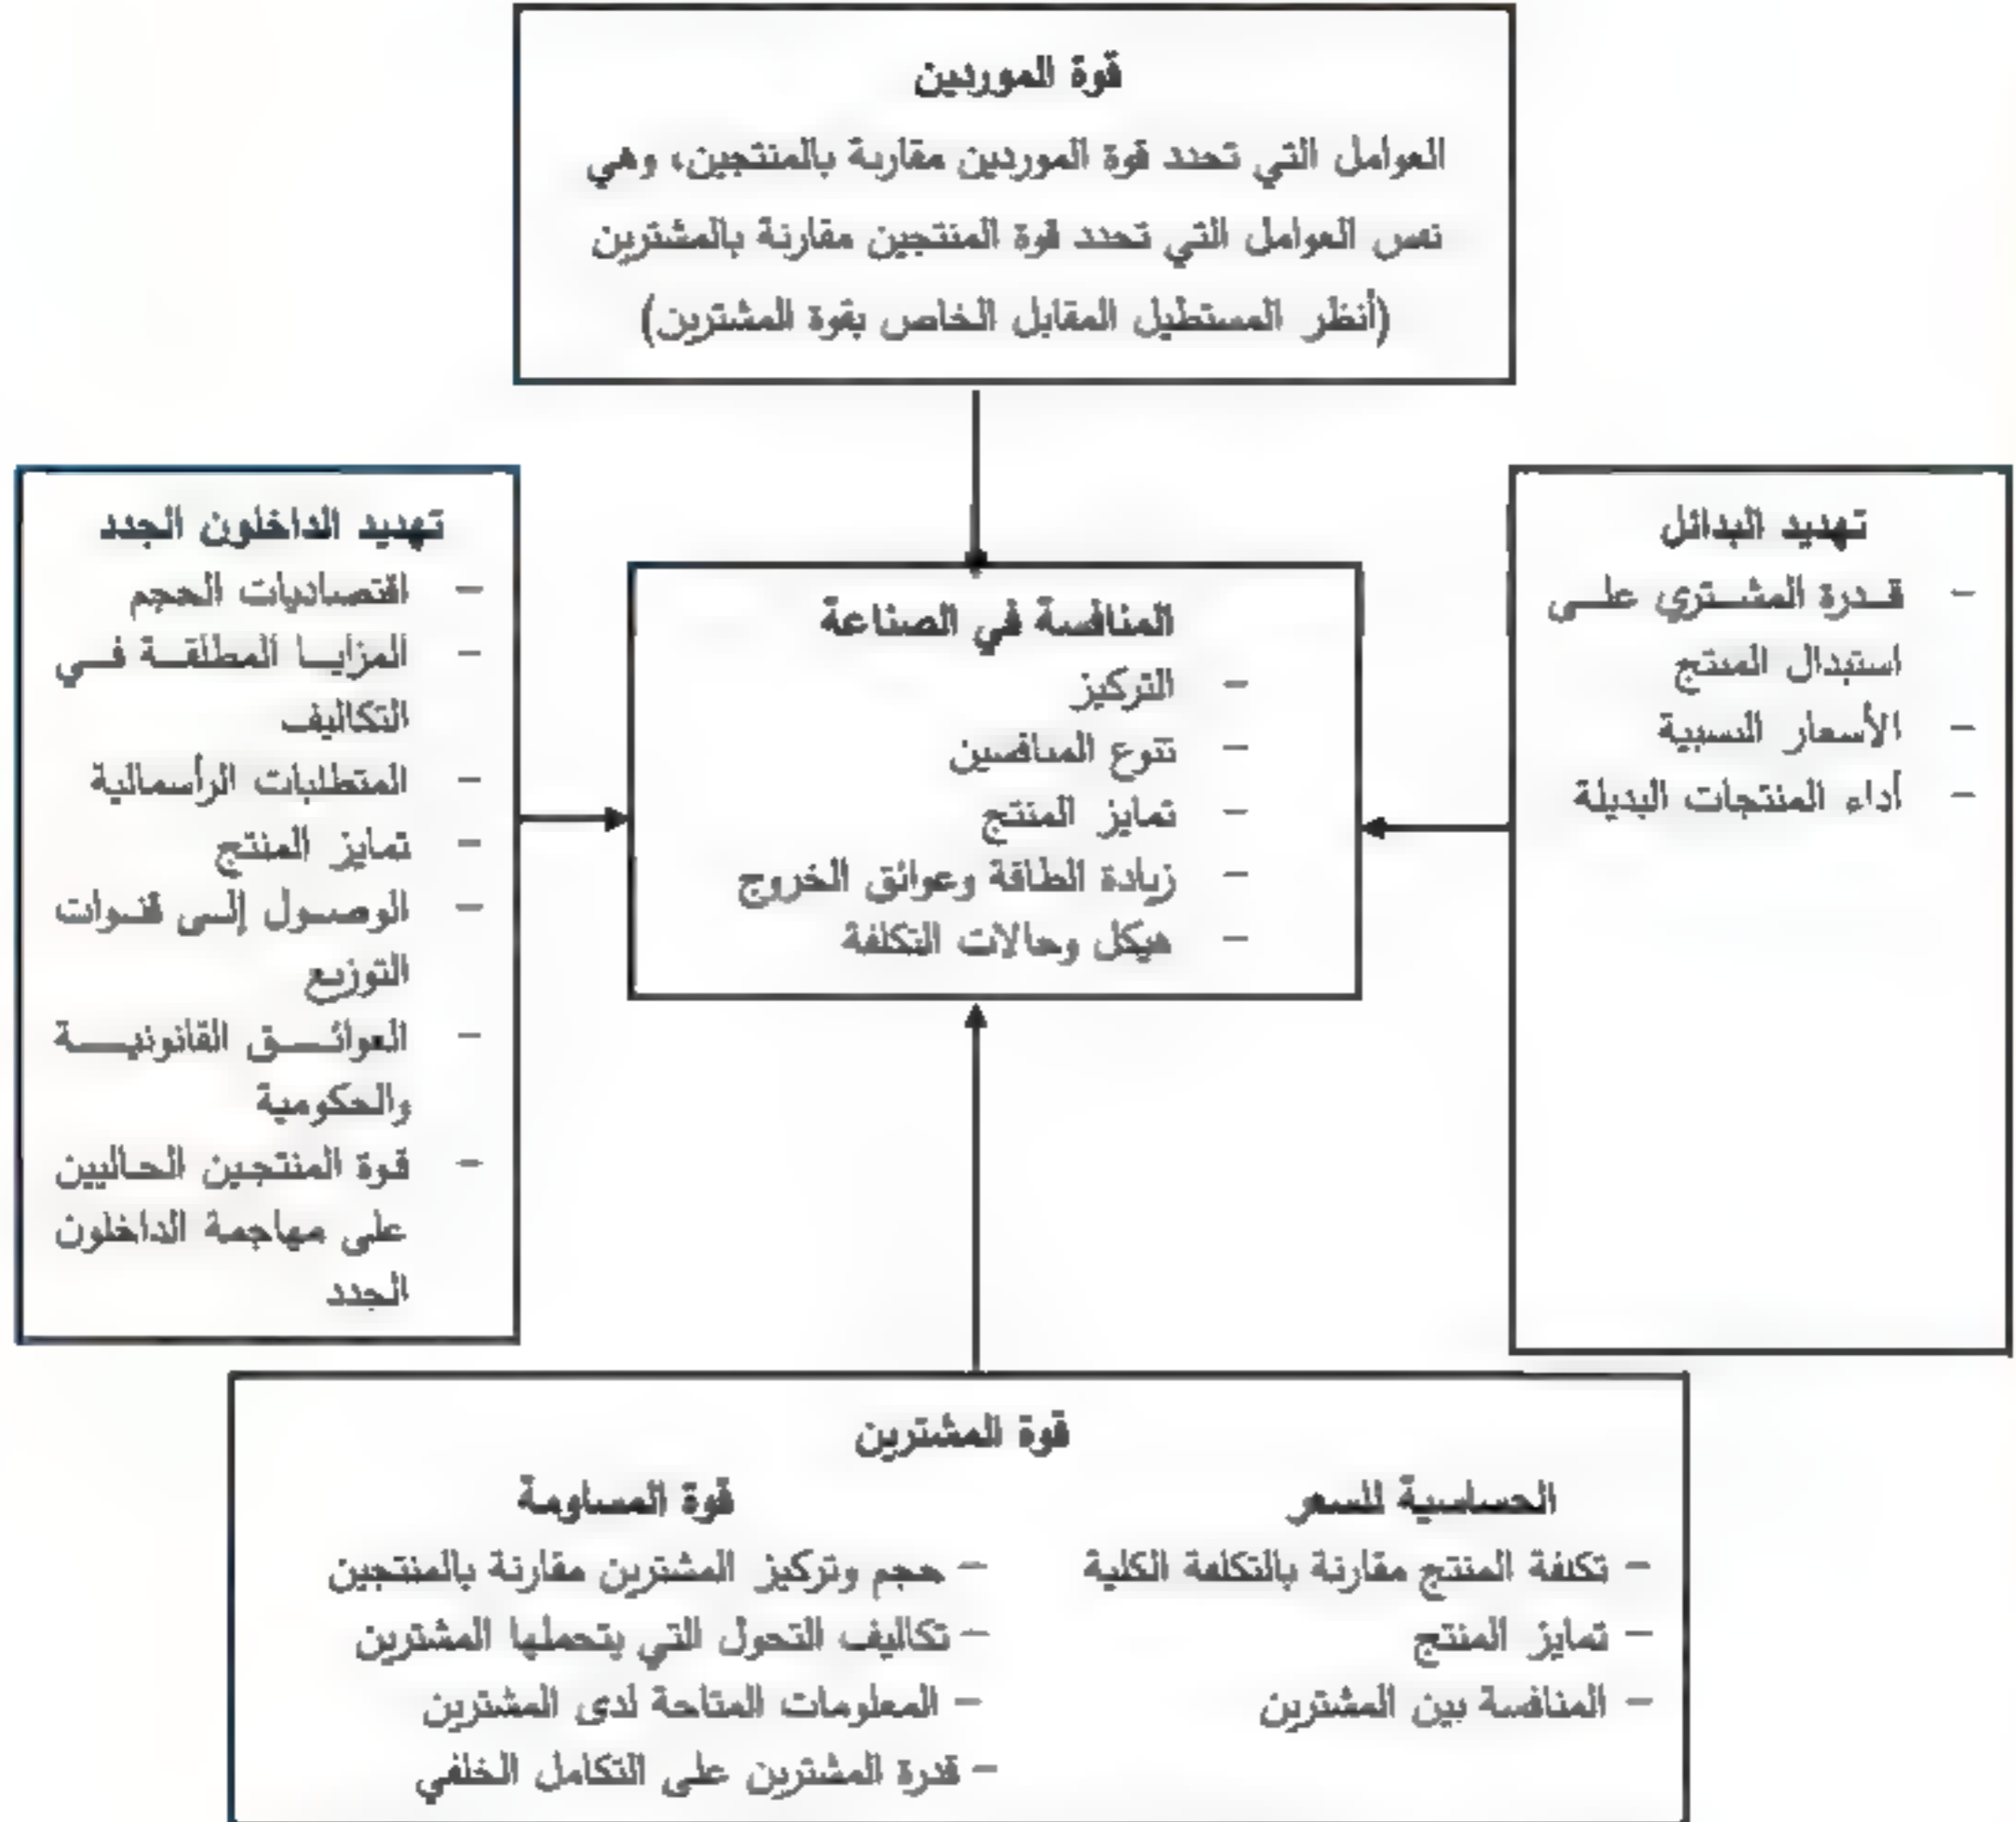 قوة الموردين
العوامل التي تحدد قوة الموردين مقارنة بالمنتجين، وهي
نفس العوامل التي تحدد قوة المنتجين مقارنة بالمشترين
(أنظر المستطيل المقابل الخاص بقوة المشترين)
تهديد البدائل
- قدرة المشتري على
استبدال المنتج
- الأسعار النسبية
- أداء المنتجات البديلة
المنافسة في الصناعة
- التركيز
- تنوع المنافسين
- تمايز المنتج
- زيادة الطاقة وعوائق الخروج
- هيكل وحالات التكلفة
تهديد الداخلون الجدد
- اقتصاديات الحجم
- المزايا المطلقة في
التكاليف
- المتطلبات الرأسمالية
- تمايز المنتج
- الوصول إلى قنوات
التوزيع
- العوائق القانونية
والحكومية
- قوة المنتجين الحاليين
على مهاجمة الداخلون
الجدد
قوة المشترين
الحساسية للسعر
- تكلفة المنتج مقارنة بالتكلفة الكلية
- تمايز المنتج
- المنافسة بين المشترين
قوة المساومة
- حجم وتركيز المشترين مقارنة بالمنتجين
- تكاليف التحول التي يتحملها المشترين
- المعلومات المتاحة لدى المشترين
- قدرة المشترين على التكامل الخلفي